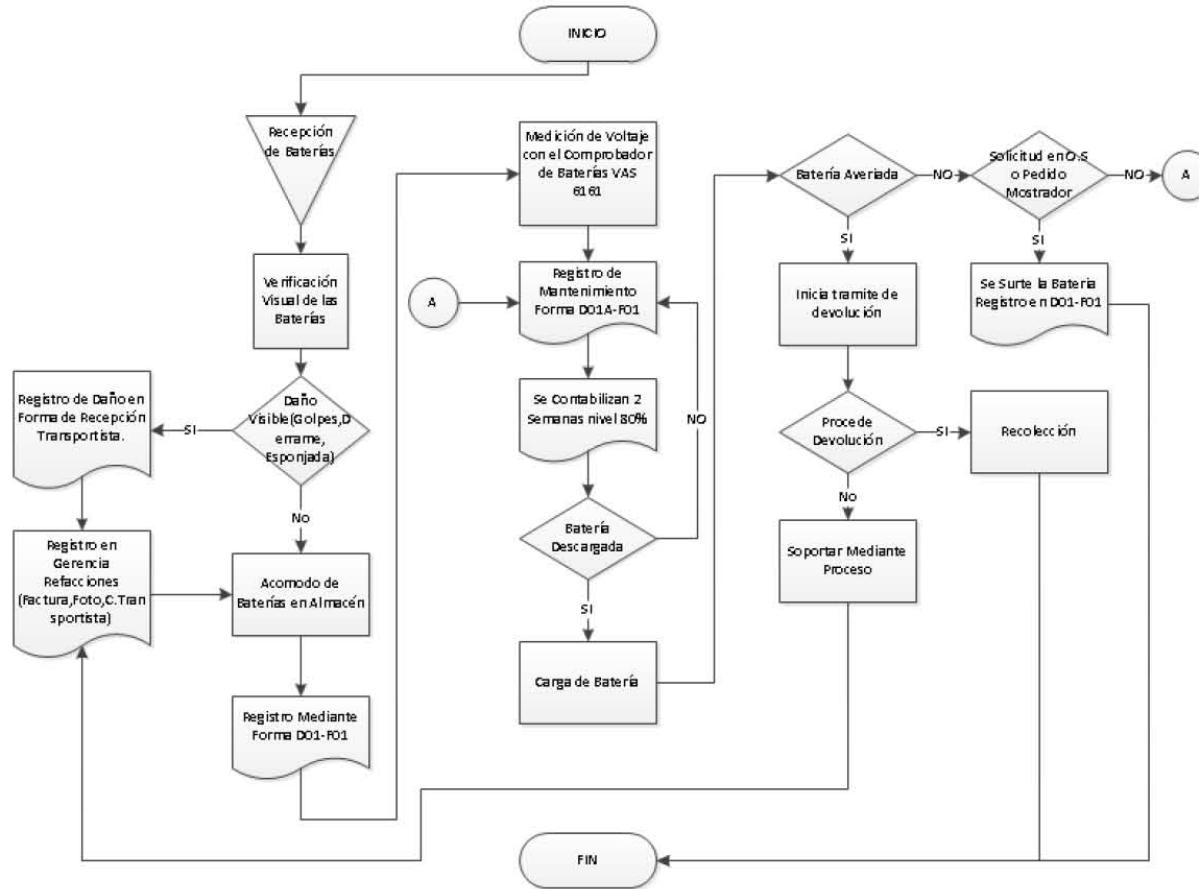 INICIO
Recepción
de Baterías
Verificación
Visual de las
Baterías
Daño
Visible(Golpes,D
errame,
Esponjada)
SI
No
Registro de Daño en
Forma de Recepción
Transportista.
Registro en
Gerencia
Refacciones
(Factura,Foto,C.Tran
sportista)
Acomodo de
Baterías en Almacén
Registro Mediante
Forma D01-F01
Medición de Voltaje
con el Comprobador
de Baterías VAS
6161
A
Registro de
Mantenimiento
Forma D01A-F01
Se Contabilizan 2
Semanas nivel 80%
NO
Batería
Descargada
SI
Carga de Batería
Batería Averiada
NO
SI
Solicitud en O.S
o Pedido
Mostrador
NO
A
SI
Inicia tramite de
devolución
Se Surte la Bateria
Registro en D01-F01
Proce de
Devolución
SI
Recolección
No
Soportar Mediante
Proceso
FIN